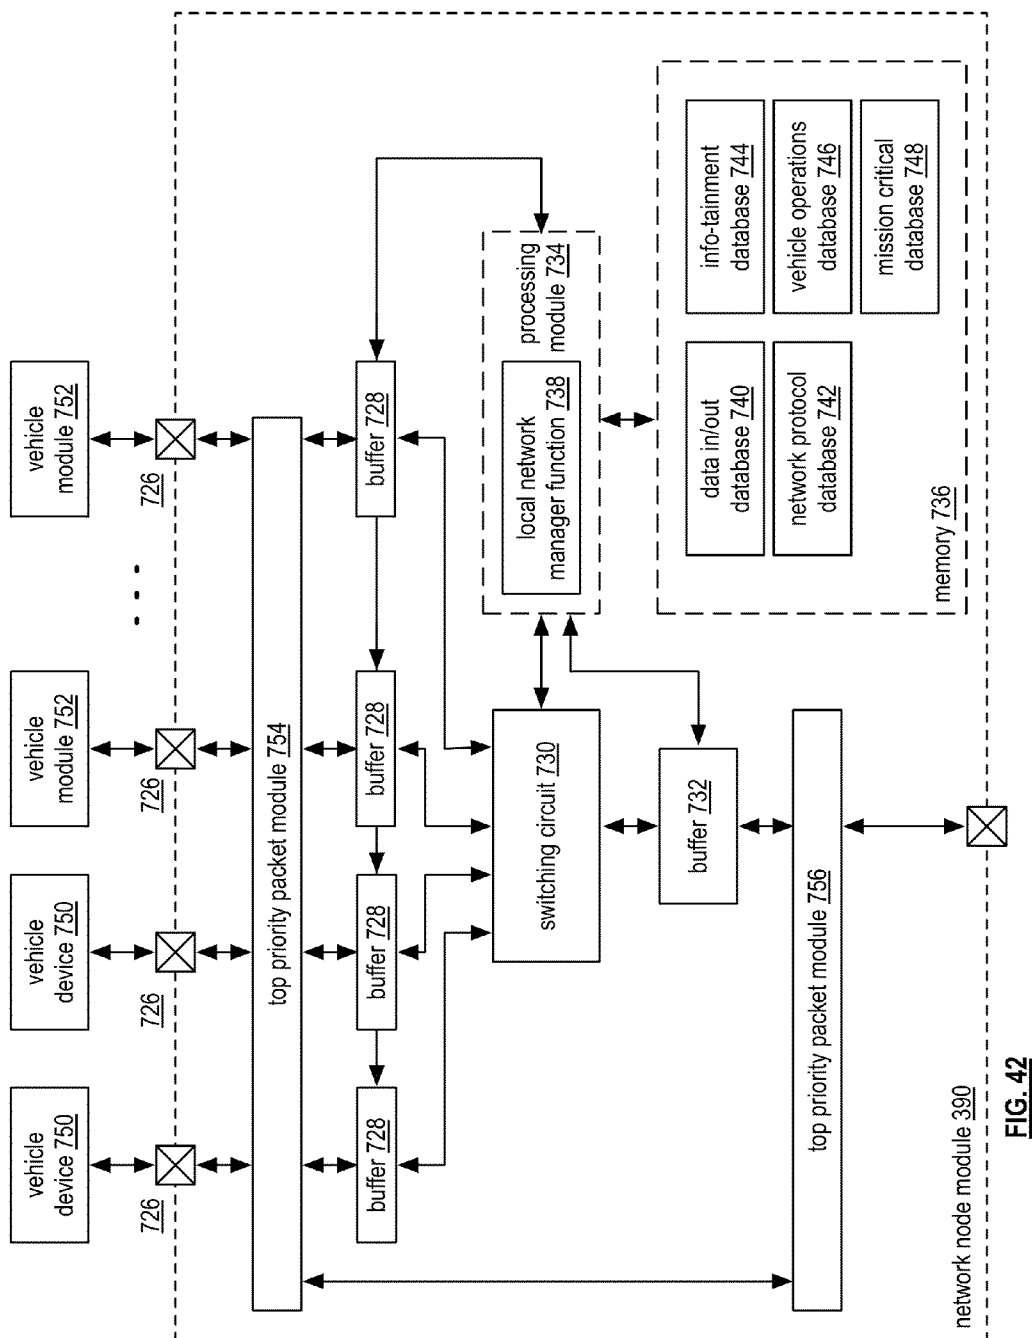 vehicle
device 750
vehicle
device 750
vehicle
module 752
vehicle
module 752
726
726
726
726
top priority packet module 754
buffer 728
buffer 728
buffer 728
buffer 728
switching circuit 730
buffer 732
top priority packet module 756
processing
module 734
local network
manager function 738
data in/out
database 740
network protocol
database 742
info-tainment
database 744
vehicle operations
database 746
mission critical
database 748
memory 736
network node module 390
FIG. 42